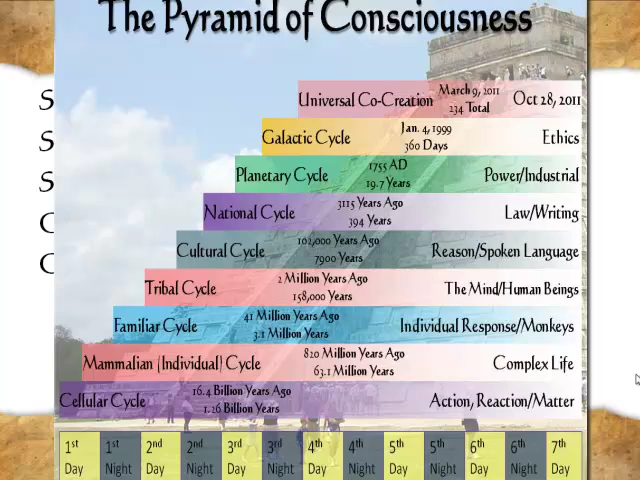 The Pyramid of Consciousness
Universal Co-Creation March 9, 2011 234 Total Oct 28, 2011
Galactic Cycle Jan. 4, 1999 360 Days Ethics
Planetary Cycle 1755 AD 19.7 Years Power/Industrial
National Cycle 3115 Years Ago 394 Years Law/Writing
Cultural Cycle 102,000 Years Ago 7900 Years Reason/Spoken Language
Tribal Cycle 2 Million Years Ago 158,000 Years The Mind/Human Beings
Familiar Cycle 41 Million Years Ago 3.1 Million Years Individual Response/Monkeys
Mammalian (Individual) Cycle 820 Million Years Ago 63.1 Million Years Complex Life
Cellular Cycle 16.4 Billion Years Ago 1.26 Billion Years Action, Reaction/Matter
1st Day 1st Night 2nd Day 2nd Night 3rd Day 3rd Night 4th Day 4th Night 5th Day 5th Night 6th Day 6th Night 7th Day